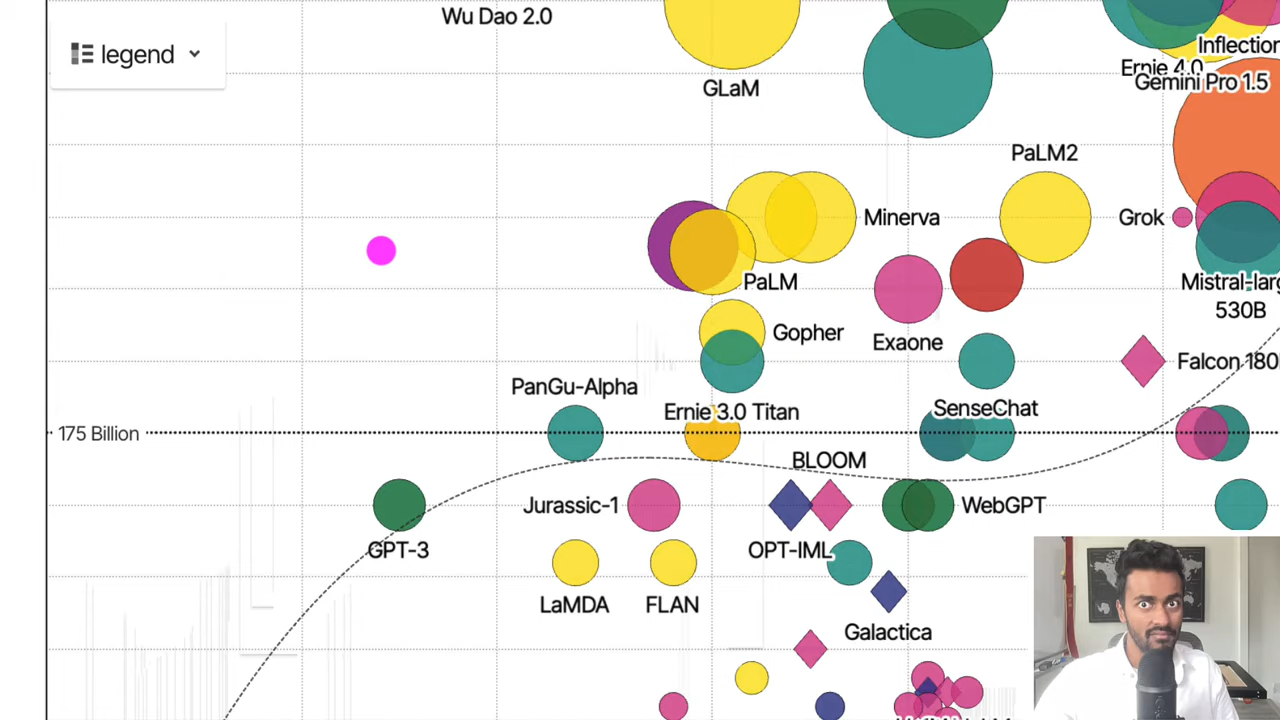 Wu Dao 2.0
legend
Inflection
Ernie 4.0
Gemini Pro 1.5
GLaM
PaLM2
Minerva
Grok
PaLM
Mistral-larg
530B
Gopher
Exaone
Falcon 180
PanGu-Alpha
Ernie 3.0 Titan
SenseChat
175 Billion
BLOOM
Jurassic-1
WebGPT
GPT-3
OPT-IML
LaMDA
FLAN
Galactica